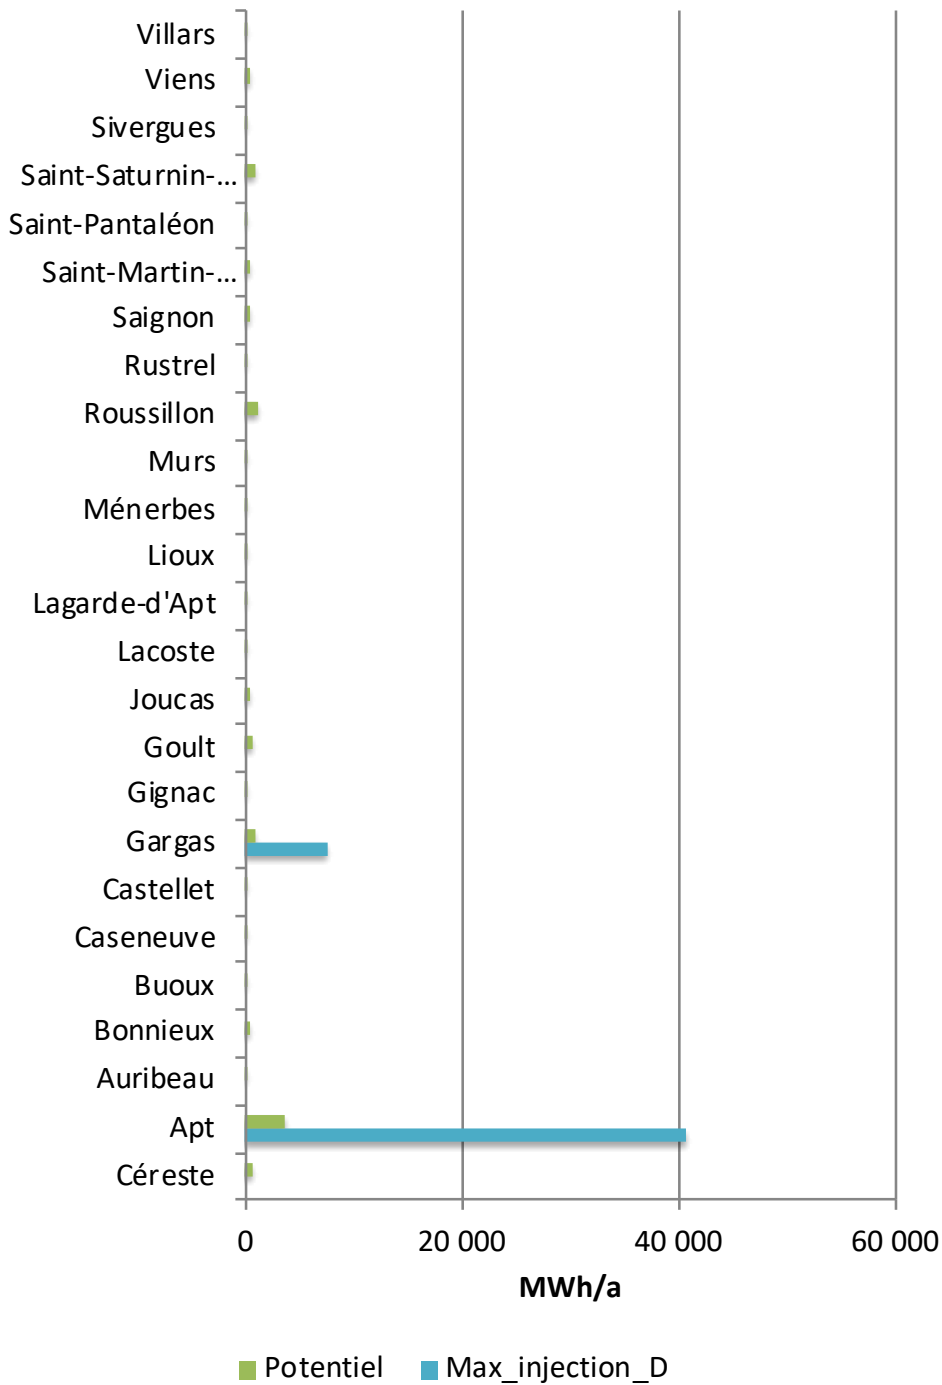 Villars
Viens
Sivergues
Saint-Saturnin-...
Saint-Pantaléon
Saint-Martin-...
Saignon
Rustrel
Roussillon
Murs
Ménerbes
Lioux
Lagarde-d'Apt
Lacoste
Joucas
Goult
Gignac
Gargas
Castellet
Caseneuve
Buoux
Bonnieux
Auribeau
Apt
Céreste
0 20 000 40 000 60 000
MWh/a
Potentiel Max_injection_D